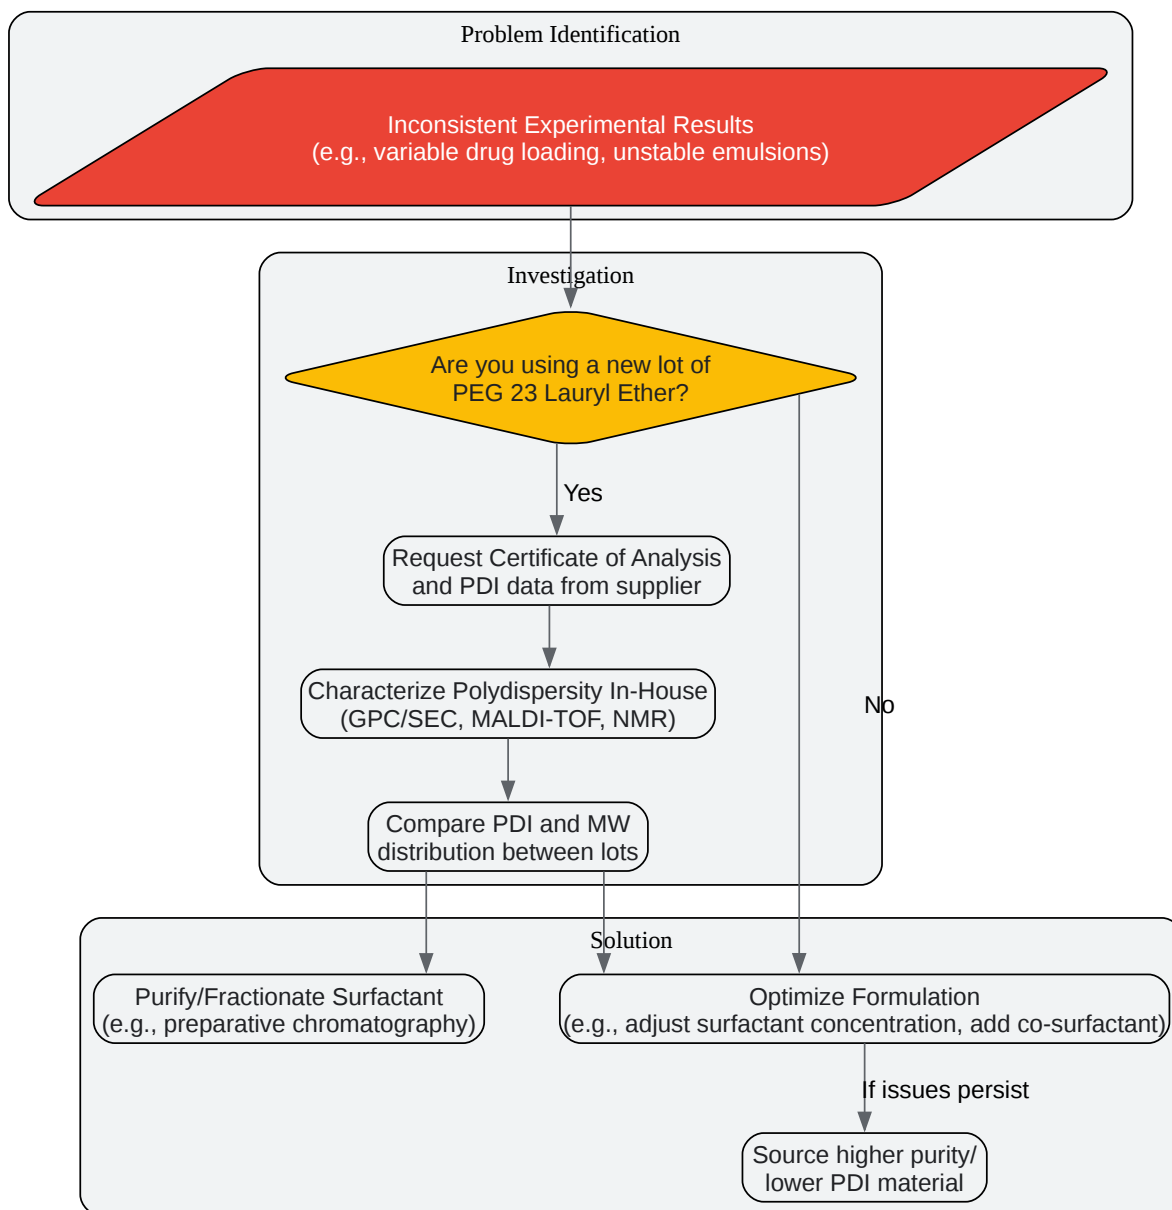 Problem Identification
Inconsistent Experimental Results
(e.g., variable drug loading, unstable emulsions)
Investigation
Are you using a new lot of
PEG 23 Lauryl Ether?
Yes
Request Certificate of Analysis
and PDI data from supplier
Characterize Polydispersity In-House
(GPC/SEC, MALDI-TOF, NMR)
No
Compare PDI and MW
distribution between lots
Solution
Purify/Fractionate Surfactant
(e.g., preparative chromatography)
Optimize Formulation
(e.g., adjust surfactant concentration, add co-surfactant)
If issues persist
Source higher purity/
lower PDI material